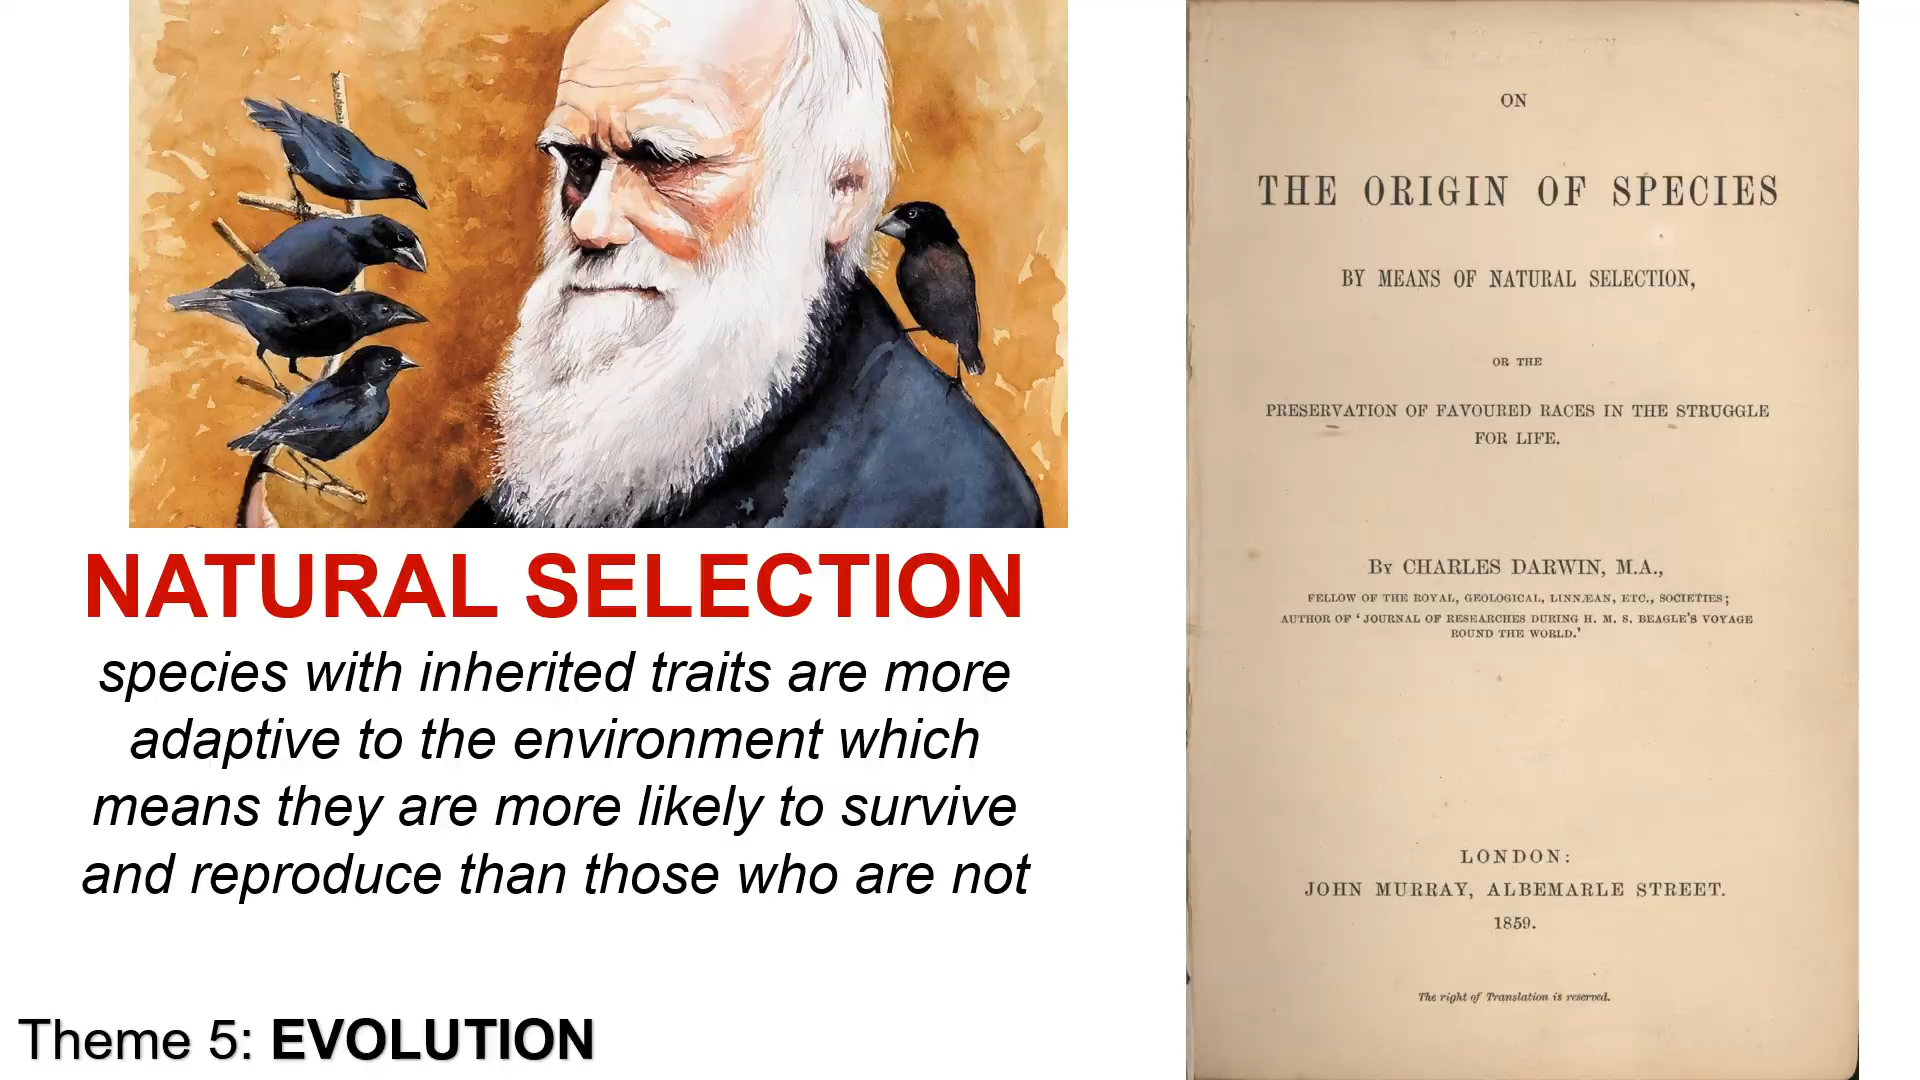 NATURAL SELECTION
species with inherited traits are more
adaptive to the environment which
means they are more likely to survive
and reproduce than those who are not
Theme 5: EVOLUTION
ON
THE ORIGIN OF SPECIES
BY MEANS OF NATURAL SELECTION,
OR THE
PRESERVATION OF FAVOURED RACES IN THE STRUGGLE
FOR LIFE.
BY CHARLES DARWIN, M.A.,
FELLOW OF THE ROYAL, GEOLOGICAL, LINNÆAN, ETC., SOCIETIES;
AUTHOR OF 'JOURNAL OF RESEARCHES DURING H. M. S. BEAGLE'S VOYAGE
ROUND THE WORLD.'
LONDON:
JOHN MURRAY, ALBEMARLE STREET.
1859.
The right of Translation is reserved.